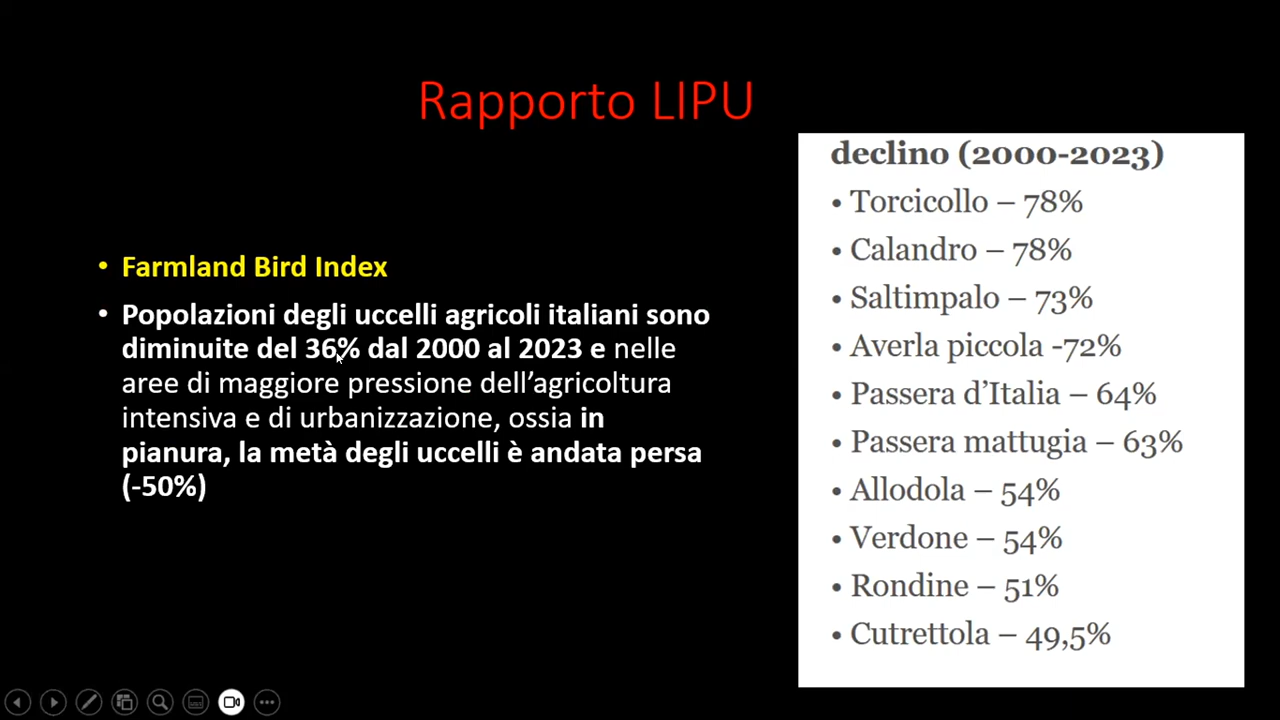 Rapporto LIPU
• Farmland Bird Index
• Popolazioni degli uccelli agricoli italiani sono
diminuite del 36% dal 2000 al 2023 e nelle
aree di maggiore pressione dell’agricoltura
intensiva e di urbanizzazione, ossia in
pianura, la metà degli uccelli è andata persa
(-50%)
declino (2000-2023)
• Torcicollo – 78%
• Calandro – 78%
• Saltimpalo – 73%
• Averla piccola -72%
• Passera d’Italia – 64%
• Passera mattugia – 63%
• Allodola – 54%
• Verdone – 54%
• Rondine – 51%
• Cutrettola – 49,5%